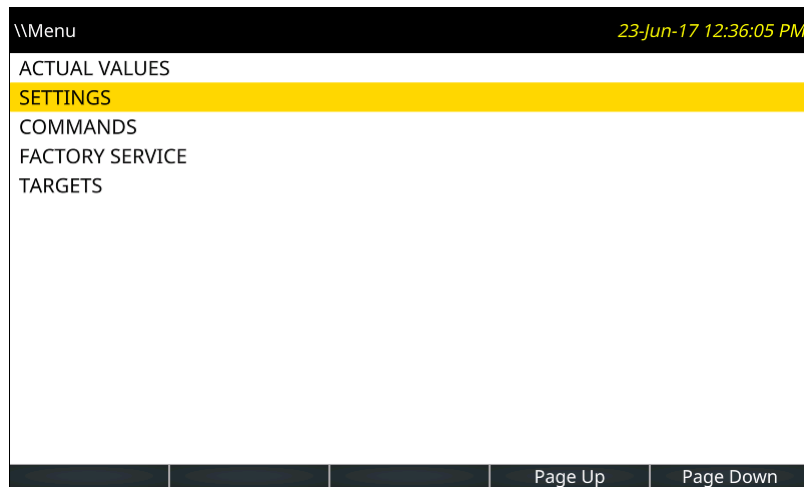 \\Menu 23-Jun-17 12:36:05 PM
ACTUAL VALUES
SETTINGS
COMMANDS
FACTORY SERVICE
TARGETS
Page Up Page Down